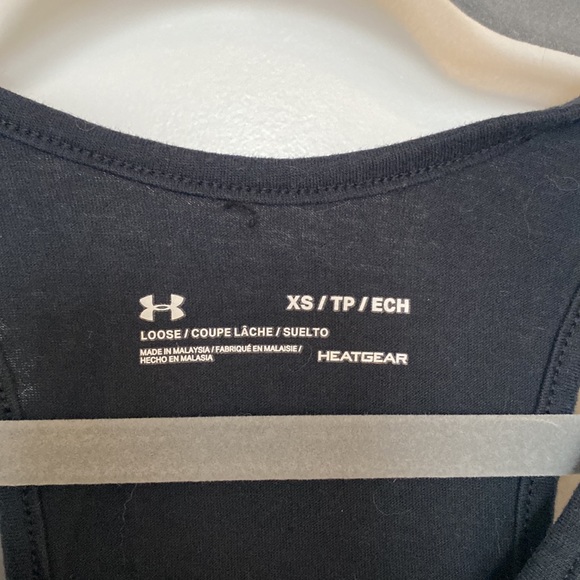 XS / TP / ECH
LOOSE / COUPE LÂCHE / SUELTO
MADE IN MALAYSIA / FABRIQUÉ EN MALAISIE /
HECHO EN MALASIA
HEATGEAR